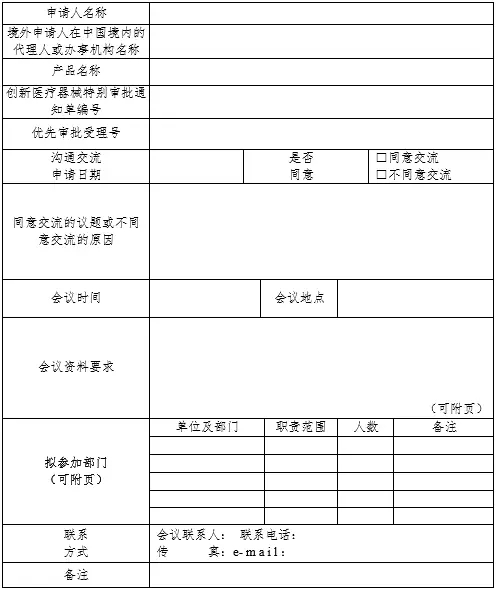 申请人名称
境外申请人在中国境内的
代理人或办事机构名称
产品名称
创新医疗器械特别审批通
知单编号
优先审批受理号
沟通交流
申请日期
是否
同意
□同意交流
□不同意交流
同意交流的议题或不同
意交流的原因
会议时间
会议地点
会议资料要求
（可附页）
拟参加部门
（可附页）
单位及部门 职责范围 人数 备注
联系
方式
会议联系人： 联系电话：
传 真：e-mail：
备注